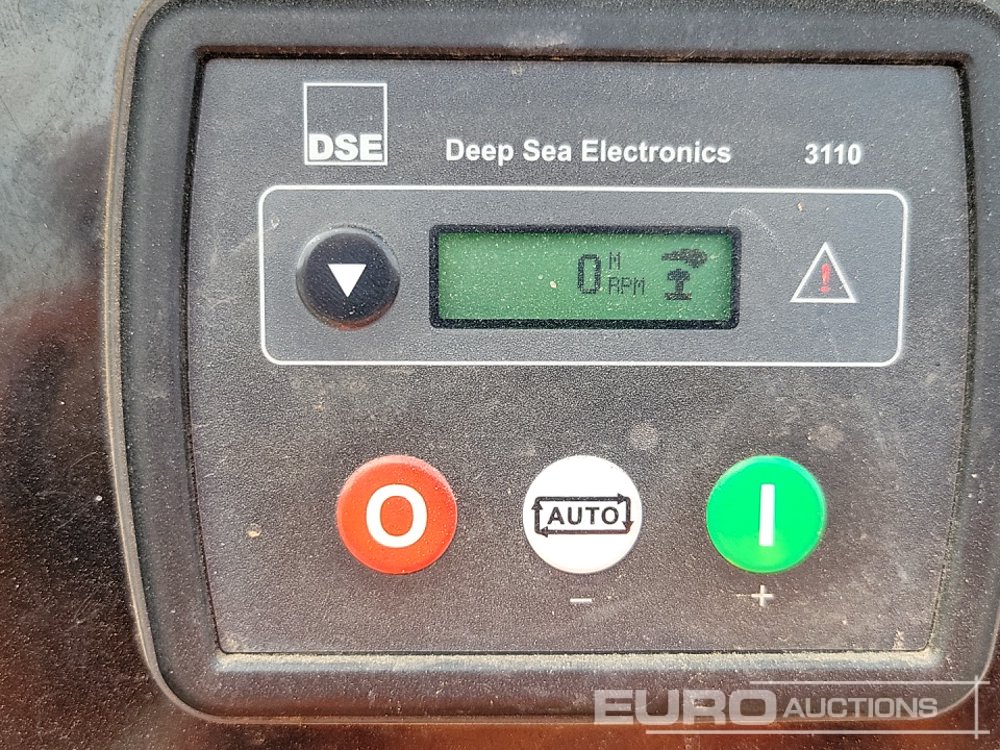 DSE Deep Sea Electronics 3110
0 M RPM
O AUTO I
− +
EURO AUCTIONS